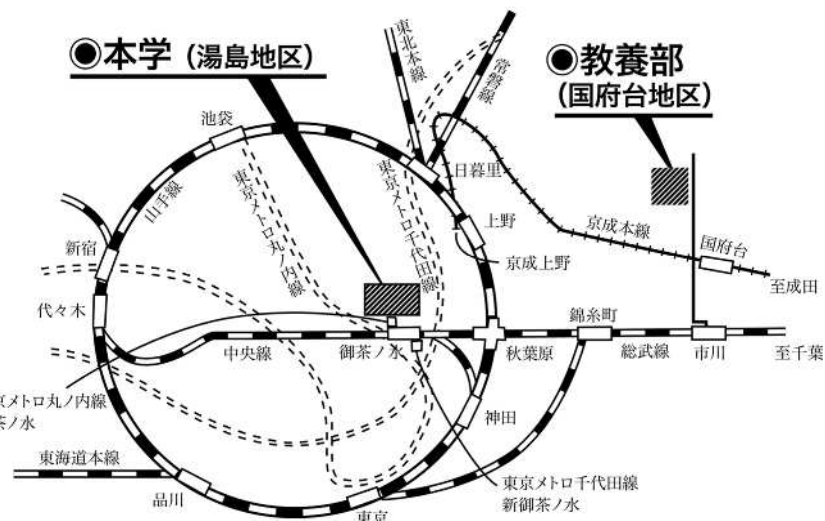 ◉本学（湯島地区）
◉教養部
（国府台地区）
東北本線
常磐線
池袋
日暮里
山手線
東京メトロ丸ノ内線
東京メトロ千代田線
上野
京成本線
国府台
京成上野
至成田
新宿
代々木
錦糸町
中央線
御茶ノ水
秋葉原
総武線
市川
至千葉
京メトロ丸ノ内線
茶ノ水
神田
東海道本線
品川
東京
東京メトロ千代田線
新御茶ノ水